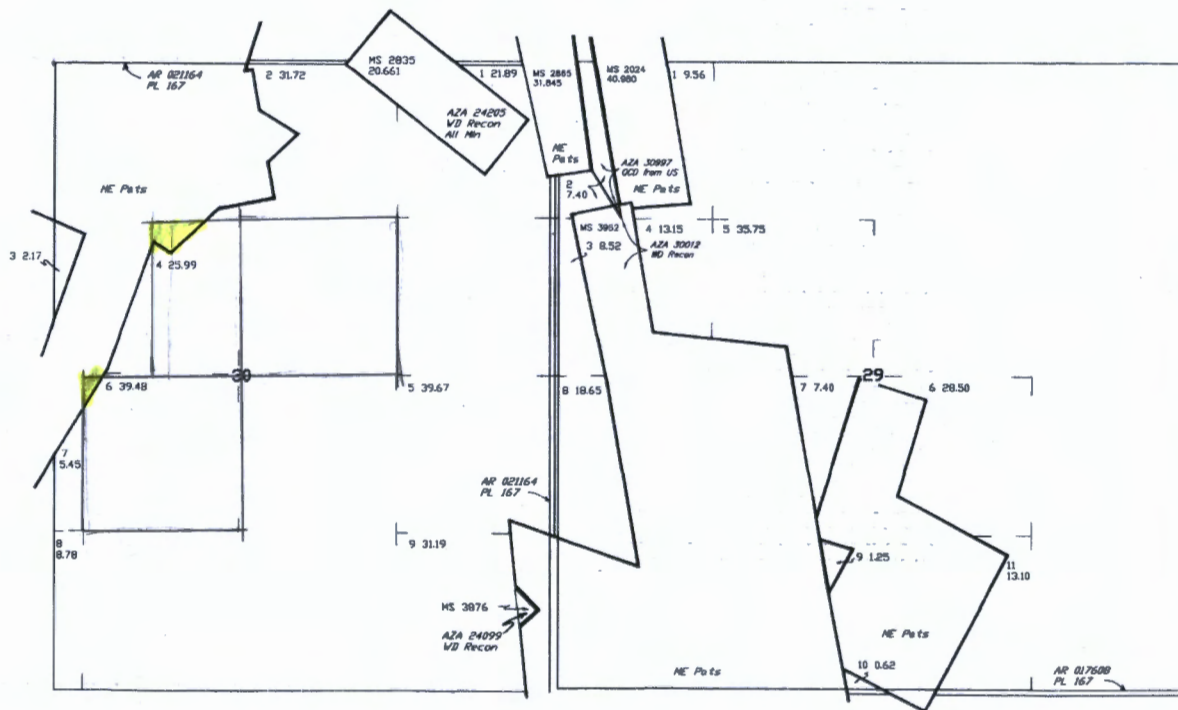 AR 021164
PL 167
2 31.72
MS 2835
20.661
1 21.89
AZA 24205
WD Recon
All Min
MS 2865
31.845
MS 2024
40.980
1 9.56
ME
Pats
AZA 30997
QCD from US
2
7.40
ME Pats
ME Pats
MS 3962
3 8.52
4 13.15
5 35.75
AZA 30012
WD Recon
3 2.17
4 25.99
6 39.48
30
5 39.67
8 18.65
7 7.40
29
6 28.50
7
5.45
AR 021164
PL 167
8
8.78
9 31.19
9 1.25
11
13.10
MS 3876
AZA 24099
WD Recon
ME Pats
ME Pats
10 0.62
AR 017608
PL 167